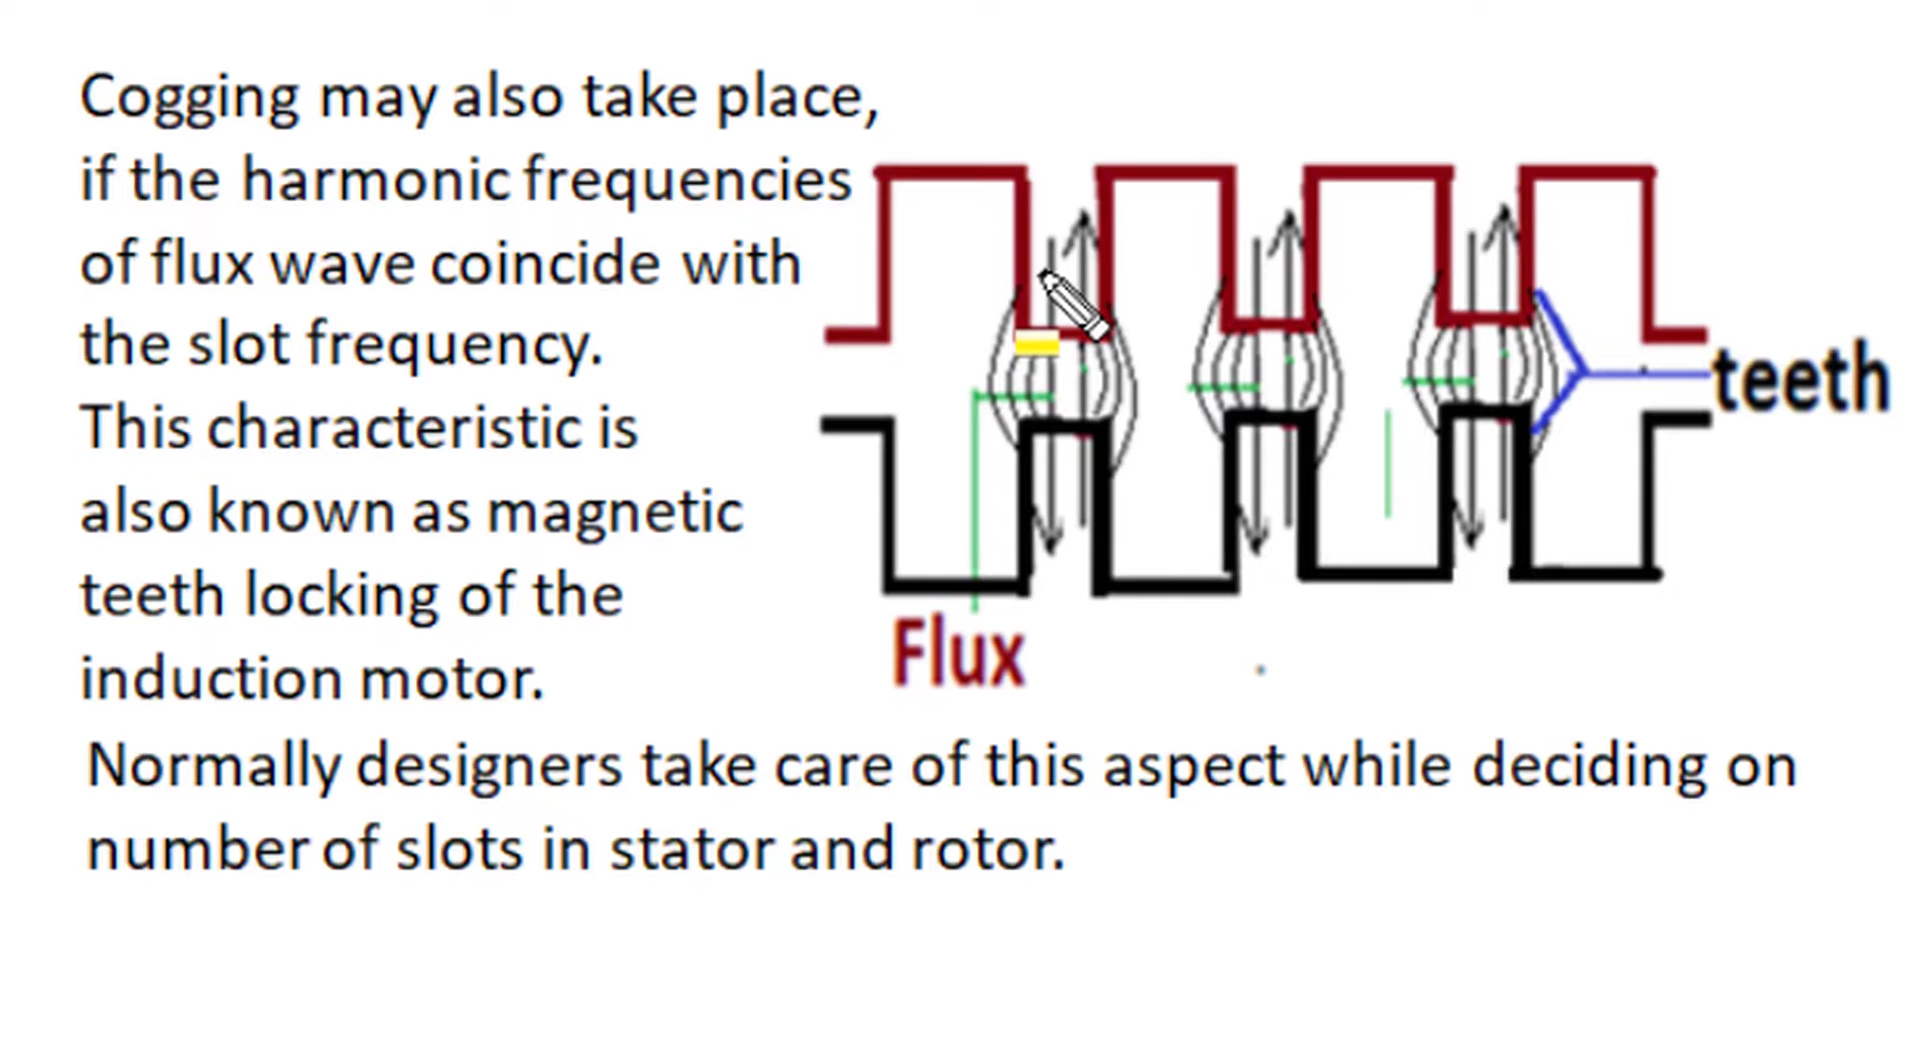 Cogging may also take place,
if the harmonic frequencies
of flux wave coincide with
the slot frequency.
This characteristic is
also known as magnetic
teeth locking of the
induction motor.
teeth
Flux
Normally designers take care of this aspect while deciding on
number of slots in stator and rotor.